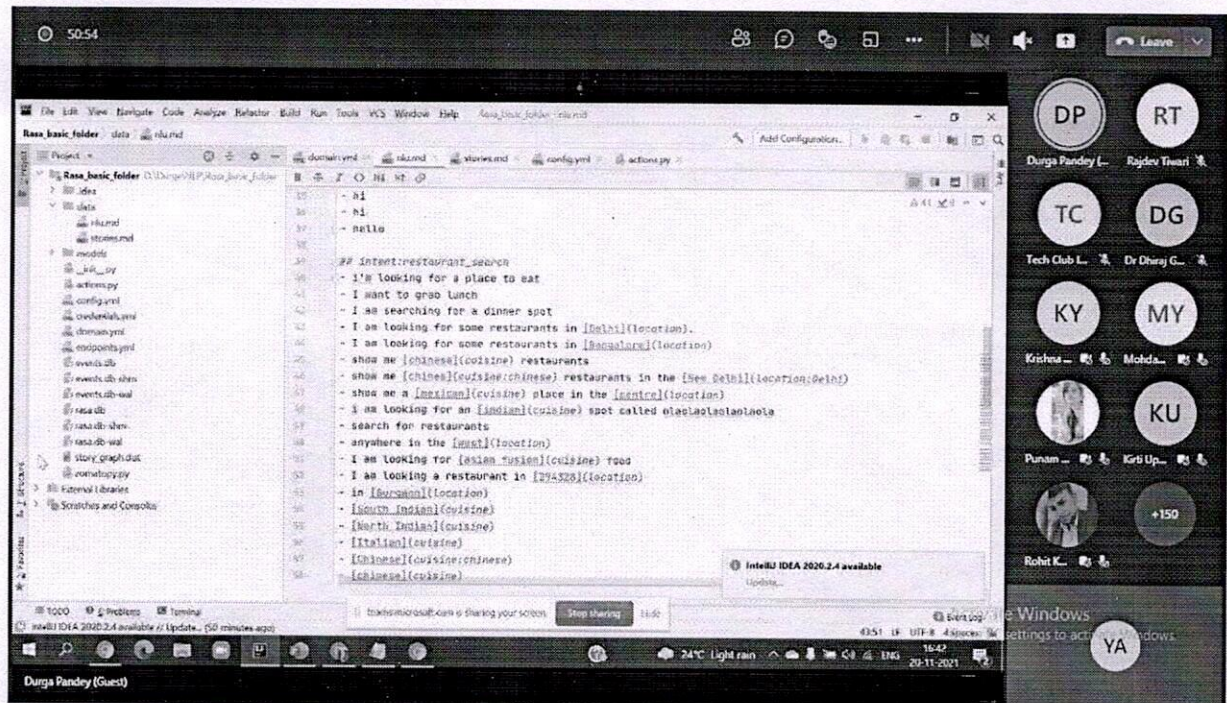 50:54
Leave
File Edit View Navigate Code Analyze Refactor Build Run Tools VCS Window Help Rasa_basic_folder - nlu.md
Rasa_basic_folder data nlu.md
Add Configuration...
Project
domain.yml nlu.md stories.md config.yml actions.py
Rasa_basic_folder
.idea
data
nlu.md
stories.md
models
__init__.py
actions.py
config.yml
credentials.yml
domain.yml
endpoints.yml
events.db
events.db-shm
events.db-wal
rasa.db
rasa.db-shm
rasa.db-wal
story_graph.dot
zomatopy.py
External Libraries
Scratches and Consoles
- hi
- hi
- hello
## intent:restaurant_search
- i'm looking for a place to eat
- I want to grab lunch
- I am searching for a dinner spot
- I am looking for some restaurants in [Delhi](location).
- I am looking for some restaurants in [Bangalore](location)
- show me [chinese](cuisine) restaurants
- show me [chines](cuisine:chinese) restaurants in the [New Delhi](location:Delhi)
- show me a [mexican](cuisine) place in the [centre](location)
- i am looking for an [indian](cuisine) spot called olaolaolaolaolaola
- search for restaurants
- anywhere in the [west](location)
- I am looking for [asian fusion](cuisine) food
- I am looking a restaurant in [294328](location)
- in [Gurgaon](location)
- [South Indian](cuisine)
- [North Indian](cuisine)
- [Italian](cuisine)
- [Chinese](cuisine:chinese)
[chinese](cuisine)
IntelliJ IDEA 2020.2.4 available
Update...
TODO Problems Terminal
Event Log
IntelliJ IDEA 2020.2.4 available // Update... (50 minutes ago)
teams.microsoft.com is sharing your screen. Stop sharing Hide
43:51 LF UTF-8 4 spaces
24°C Light rain
ENG
16:42
20-11-2021
Durga Pandey (Guest)
DP
RT
Durga Pandey (...
Rajdev Tiwari
TC
DG
Tech Club L...
Dr Dhiraj G...
KY
MY
Krishna ...
Mohda...
KU
Punam ...
Kirti Up...
+150
Rohit K...
Windows
YA